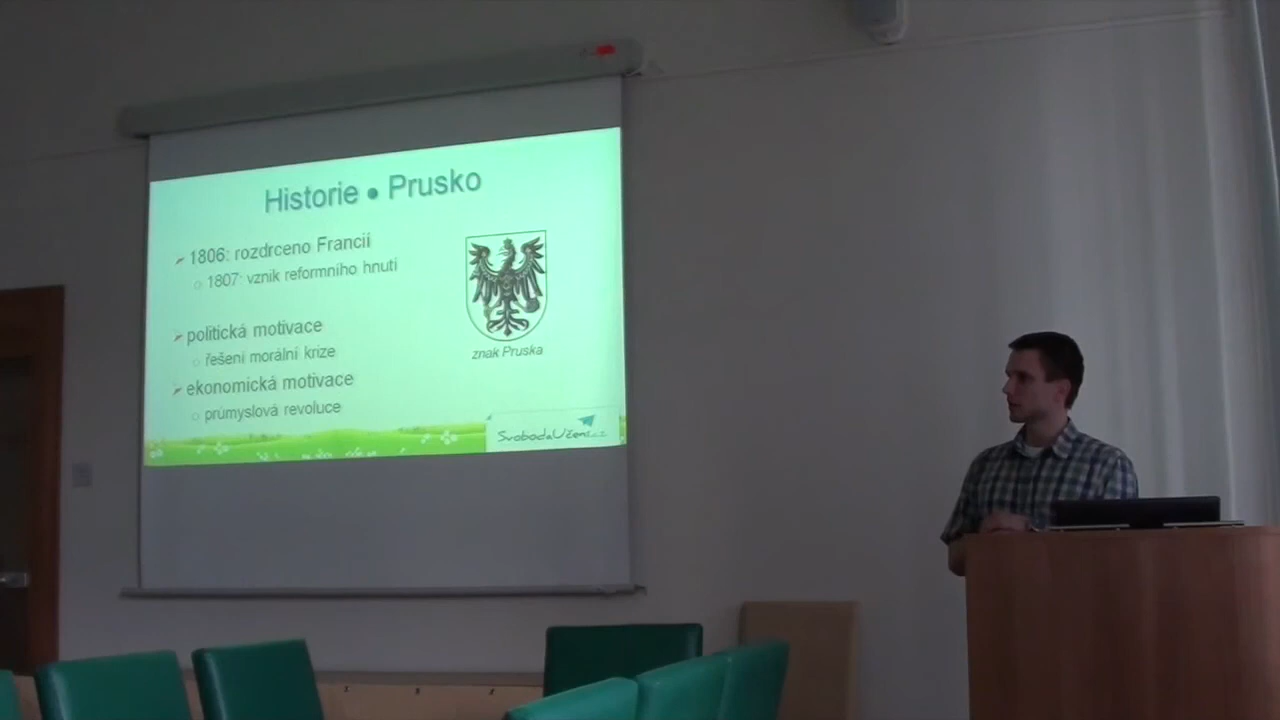 Historie • Prusko
1806: rozdrceno Francií
1807: vznik reformního hnutí
politická motivace
řešení morální krize
ekonomická motivace
průmyslová revoluce
znak Pruska
SvobodaUčení.cz